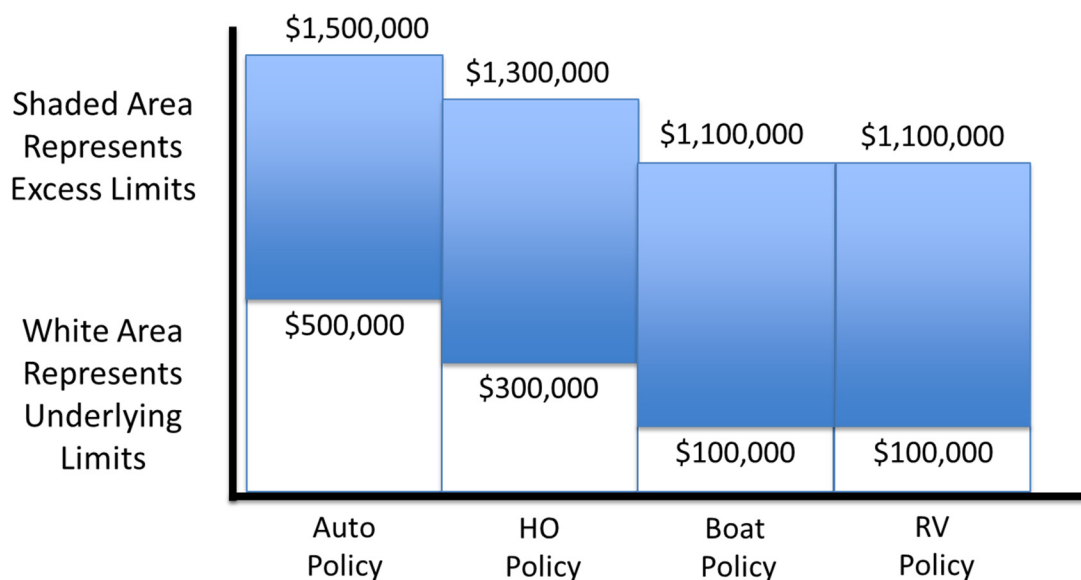 $1,500,000
$1,300,000
$1,100,000
$1,100,000
Shaded Area
Represents
Excess Limits
$500,000
$300,000
$100,000
$100,000
White Area
Represents
Underlying
Limits
Auto
Policy
HO
Policy
Boat
Policy
RV
Policy